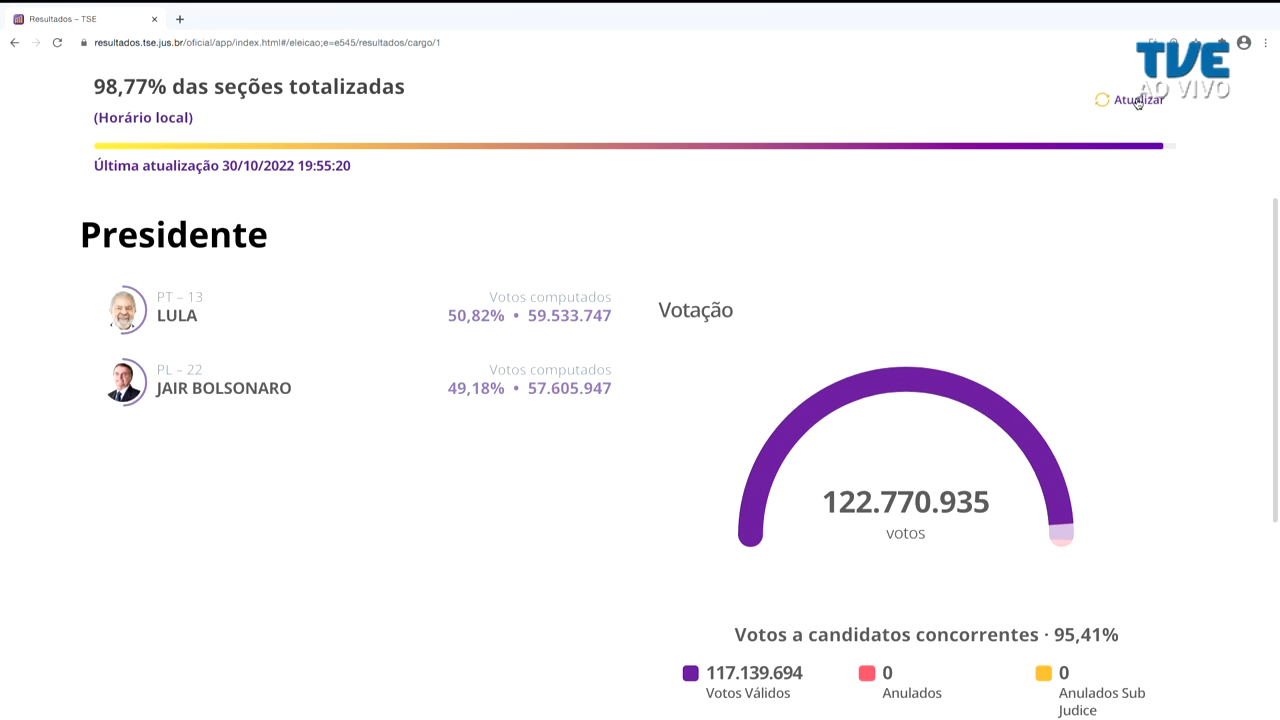 Resultados – TSE
resultados.tse.jus.br/oficial/app/index.html#/eleicao;e=e545/resultados/cargo/1
TVE
AO VIVO
98,77% das seções totalizadas
Atualizar
(Horário local)
Última atualização 30/10/2022 19:55:20
Presidente
PT – 13
Votos computados
LULA
50,82% • 59.533.747
Votação
PL – 22
Votos computados
JAIR BOLSONARO
49,18% • 57.605.947
122.770.935
votos
Votos a candidatos concorrentes · 95,41%
117.139.694
Votos Válidos
0
Anulados
0
Anulados Sub
Judice